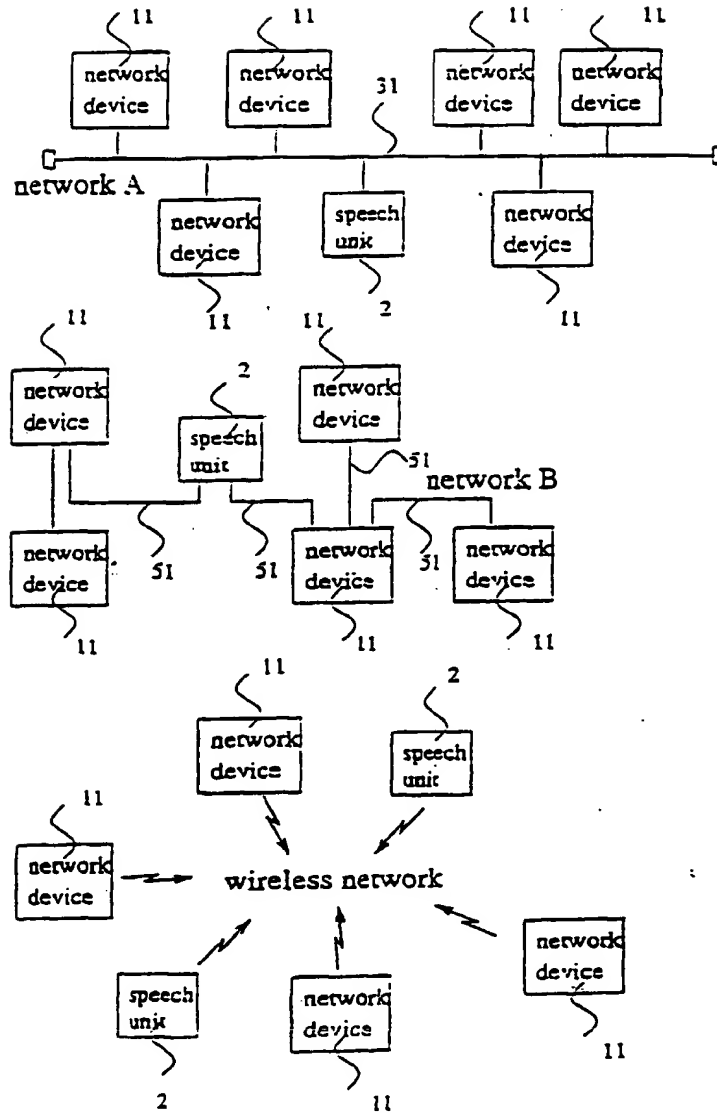 11 11 11 11
network device
network device
network device
network device
31
network A
network device
speech unit
network device
11 11 2 11
11 2 11
network device
speech unit
network device
51
network B
network device
51
51
network device
51
network device
11 11 11
11 2
network device
speech unit
11
network device
wireless network
speech unit
network device
network device
2 11 11